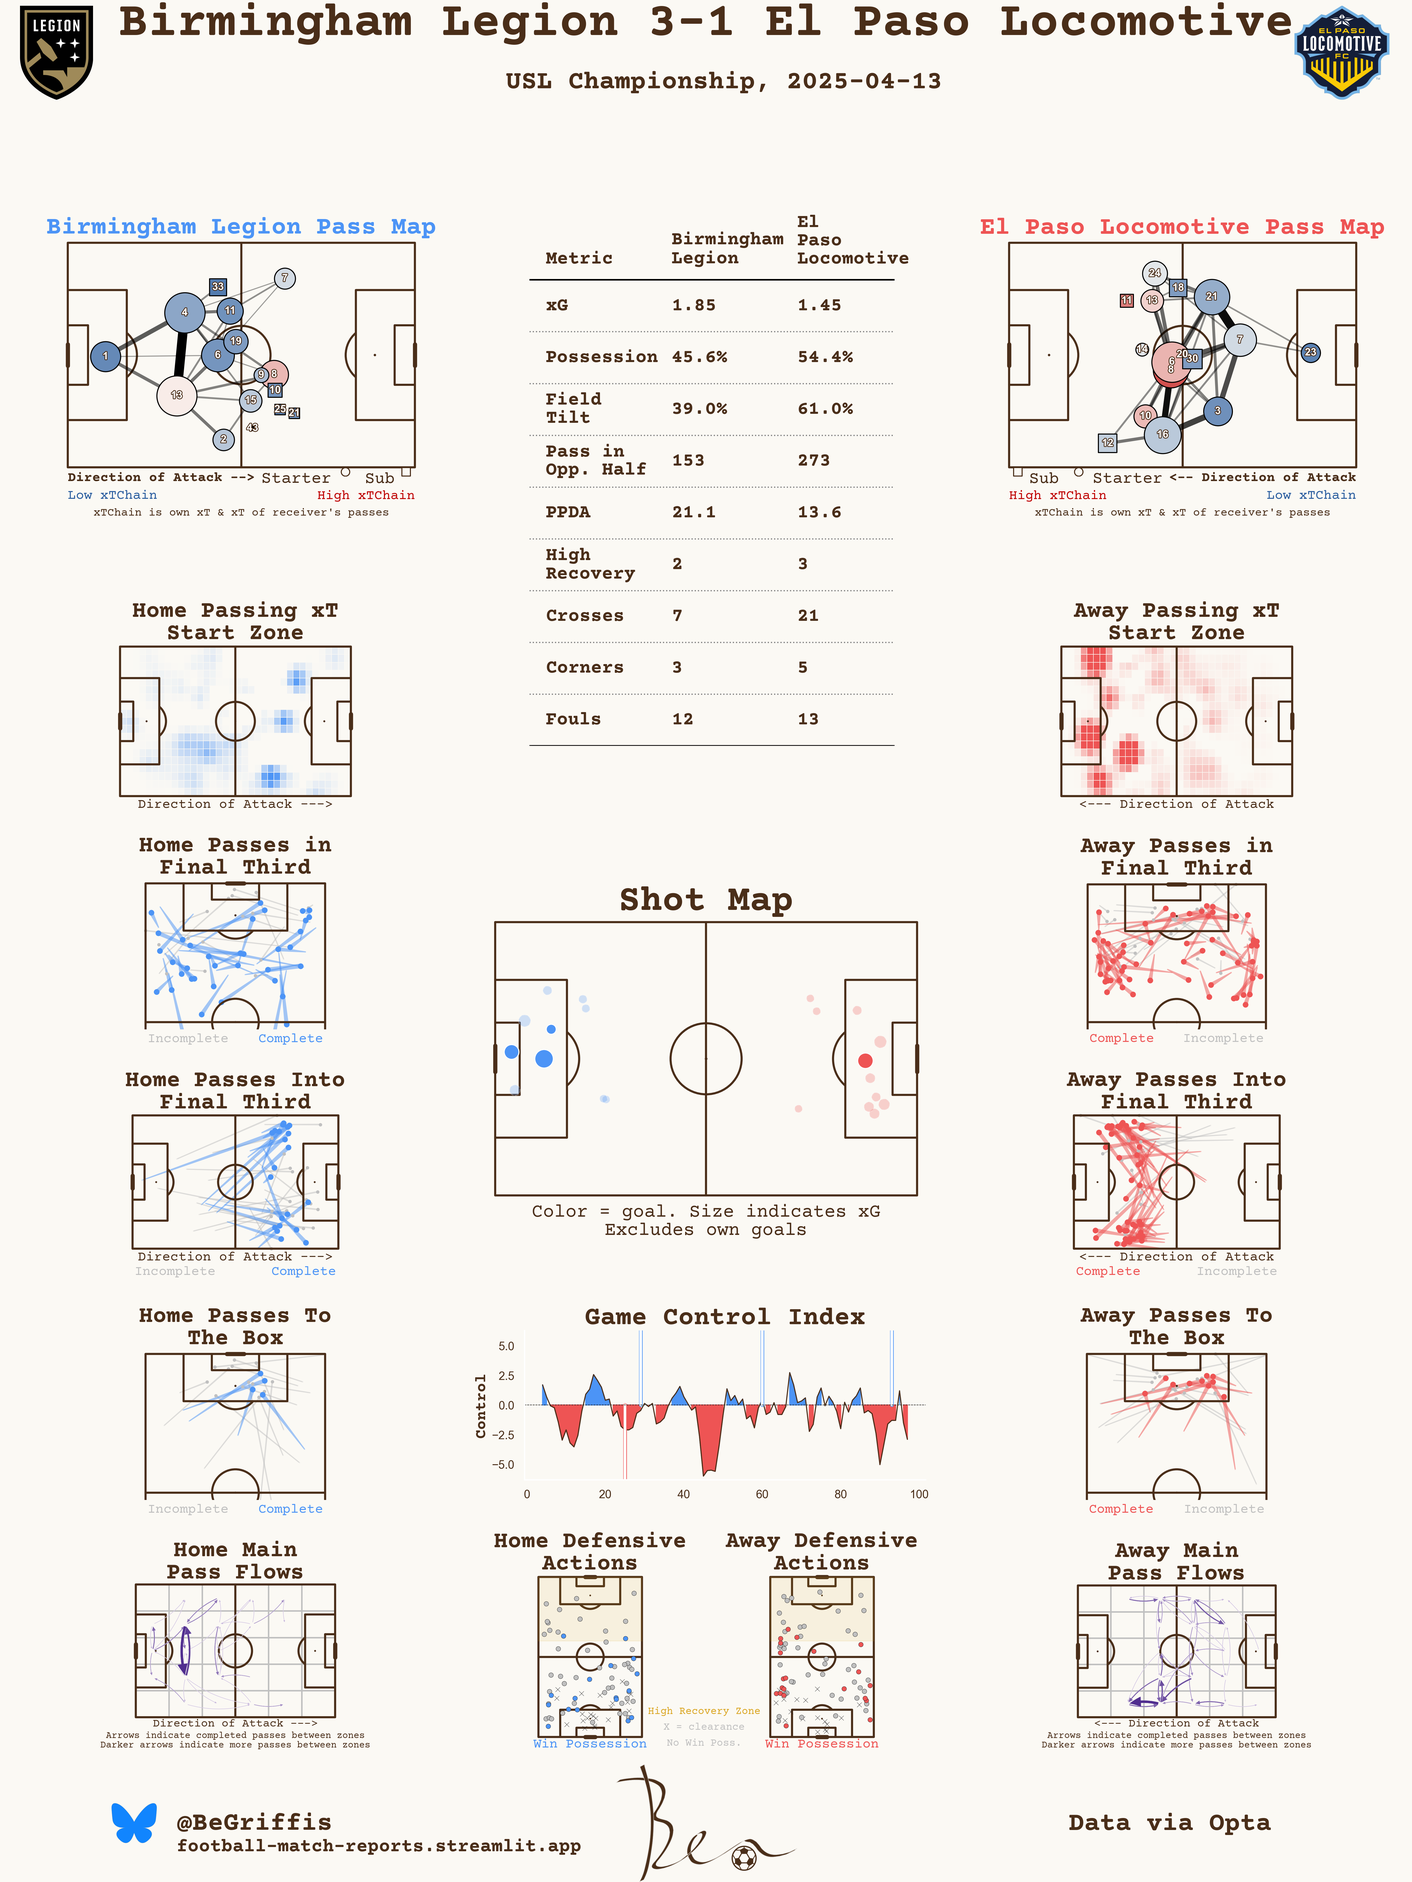 Birmingham Legion 3-1 El Paso Locomotive
USL Championship, 2025-04-13
LEGION
EL PASO
LOCOMOTIVE
FC
Birmingham Legion Pass Map
33
7
4
11
19
1
6
9
8
10
13
15
25
21
43
2
Direction of Attack --> Starter Sub
Low xTChain High xTChain
xTChain is own xT & xT of receiver's passes
Metric Birmingham Legion El Paso Locomotive
xG 1.85 1.45
Possession 45.6% 54.4%
Field Tilt 39.0% 61.0%
Pass in Opp. Half 153 273
PPDA 21.1 13.6
High Recovery 2 3
Crosses 7 21
Corners 3 5
Fouls 12 13
El Paso Locomotive Pass Map
24
18
11
13
21
7
14
20
30
23
6
8
10
3
16
12
Sub Starter <-- Direction of Attack
High xTChain Low xTChain
xTChain is own xT & xT of receiver's passes
Home Passing xT
Start Zone
Direction of Attack --->
Away Passing xT
Start Zone
<--- Direction of Attack
Home Passes in
Final Third
Incomplete Complete
Away Passes in
Final Third
Complete Incomplete
Shot Map
Color = goal. Size indicates xG
Excludes own goals
Home Passes Into
Final Third
Direction of Attack --->
Incomplete Complete
Away Passes Into
Final Third
<--- Direction of Attack
Complete Incomplete
Home Passes To
The Box
Incomplete Complete
Game Control Index
Control
5.0
2.5
0.0
−2.5
−5.0
0 20 40 60 80 100
Away Passes To
The Box
Complete Incomplete
Home Main
Pass Flows
Direction of Attack --->
Arrows indicate completed passes between zones
Darker arrows indicate more passes between zones
Home Defensive
Actions
Win Possession
High Recovery Zone
X = clearance
No Win Poss.
Away Defensive
Actions
Win Possession
Away Main
Pass Flows
<--- Direction of Attack
Arrows indicate completed passes between zones
Darker arrows indicate more passes between zones
@BeGriffis
football-match-reports.streamlit.app
Ben
Data via Opta